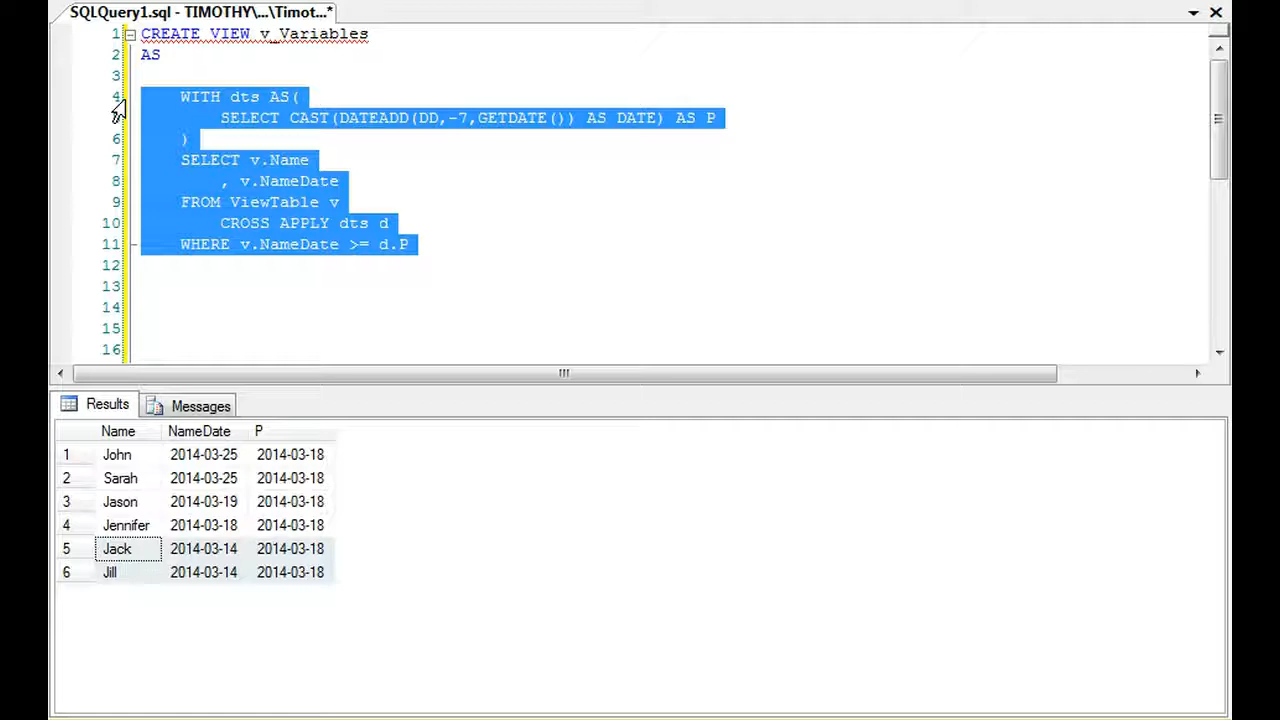 SQLQuery1.sql - TIMOTHY\...\Timot...*
1 CREATE VIEW v_Variables
2 AS
3
4 WITH dts AS(
SELECT CAST(DATEADD(DD,-7,GETDATE()) AS DATE) AS P
6 )
7 SELECT v.Name
8 , v.NameDate
9 FROM ViewTable v
10 CROSS APPLY dts d
11 WHERE v.NameDate >= d.P
12
13
14
15
16
Results Messages
Name NameDate P
1 John 2014-03-25 2014-03-18
2 Sarah 2014-03-25 2014-03-18
3 Jason 2014-03-19 2014-03-18
4 Jennifer 2014-03-18 2014-03-18
5 Jack 2014-03-14 2014-03-18
6 Jill 2014-03-14 2014-03-18